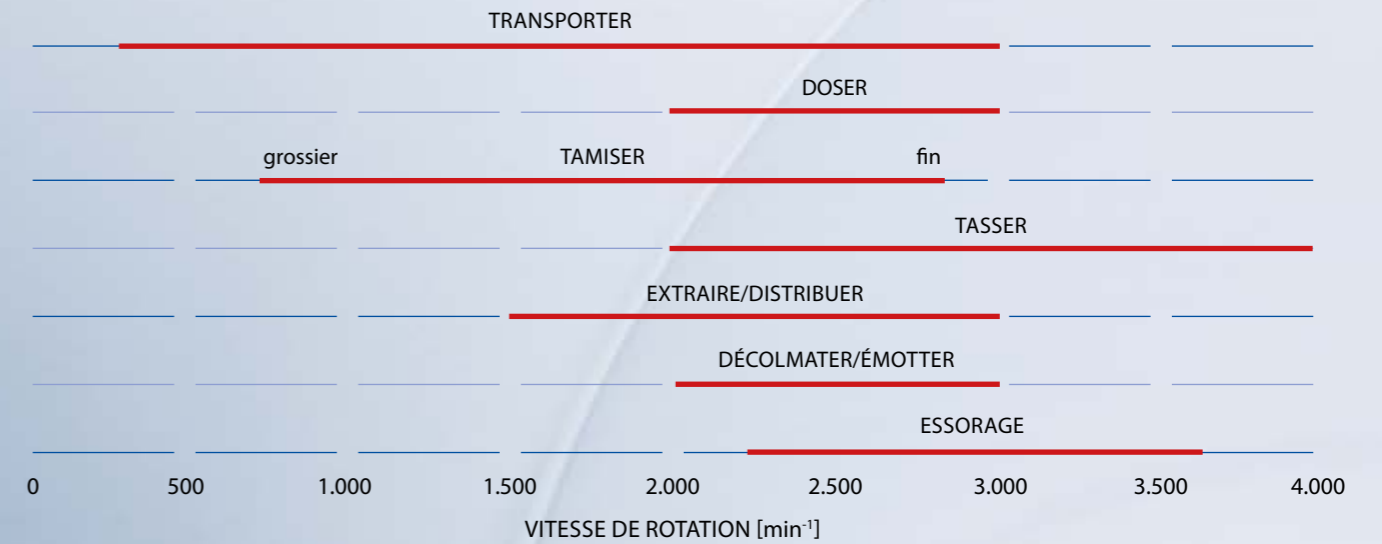 TRANSPORTER
DOSER
grossier TAMISER fin
TASSER
EXTRAIRE/DISTRIBUER
DÉCOLMATER/ÉMOTTER
ESSORAGE
0 500 1.000 1.500 2.000 2.500 3.000 3.500 4.000
VITESSE DE ROTATION [min⁻¹]